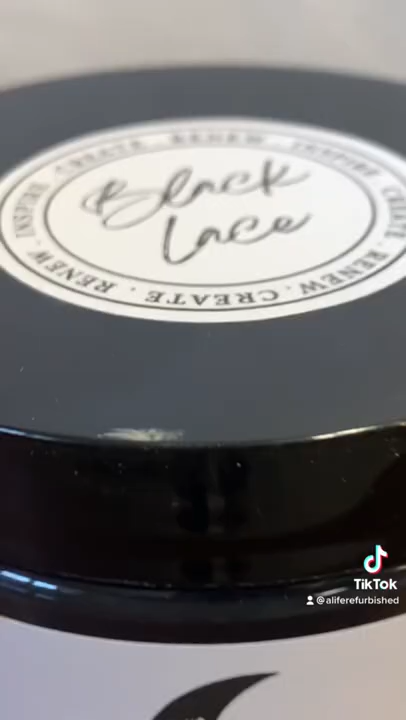 INSPIRE · CREATE · RENEW · INSPIRE · CREATE · RENEW · CREATE · RENEW ·
Black
Lace
TikTok
@aliferefurbished